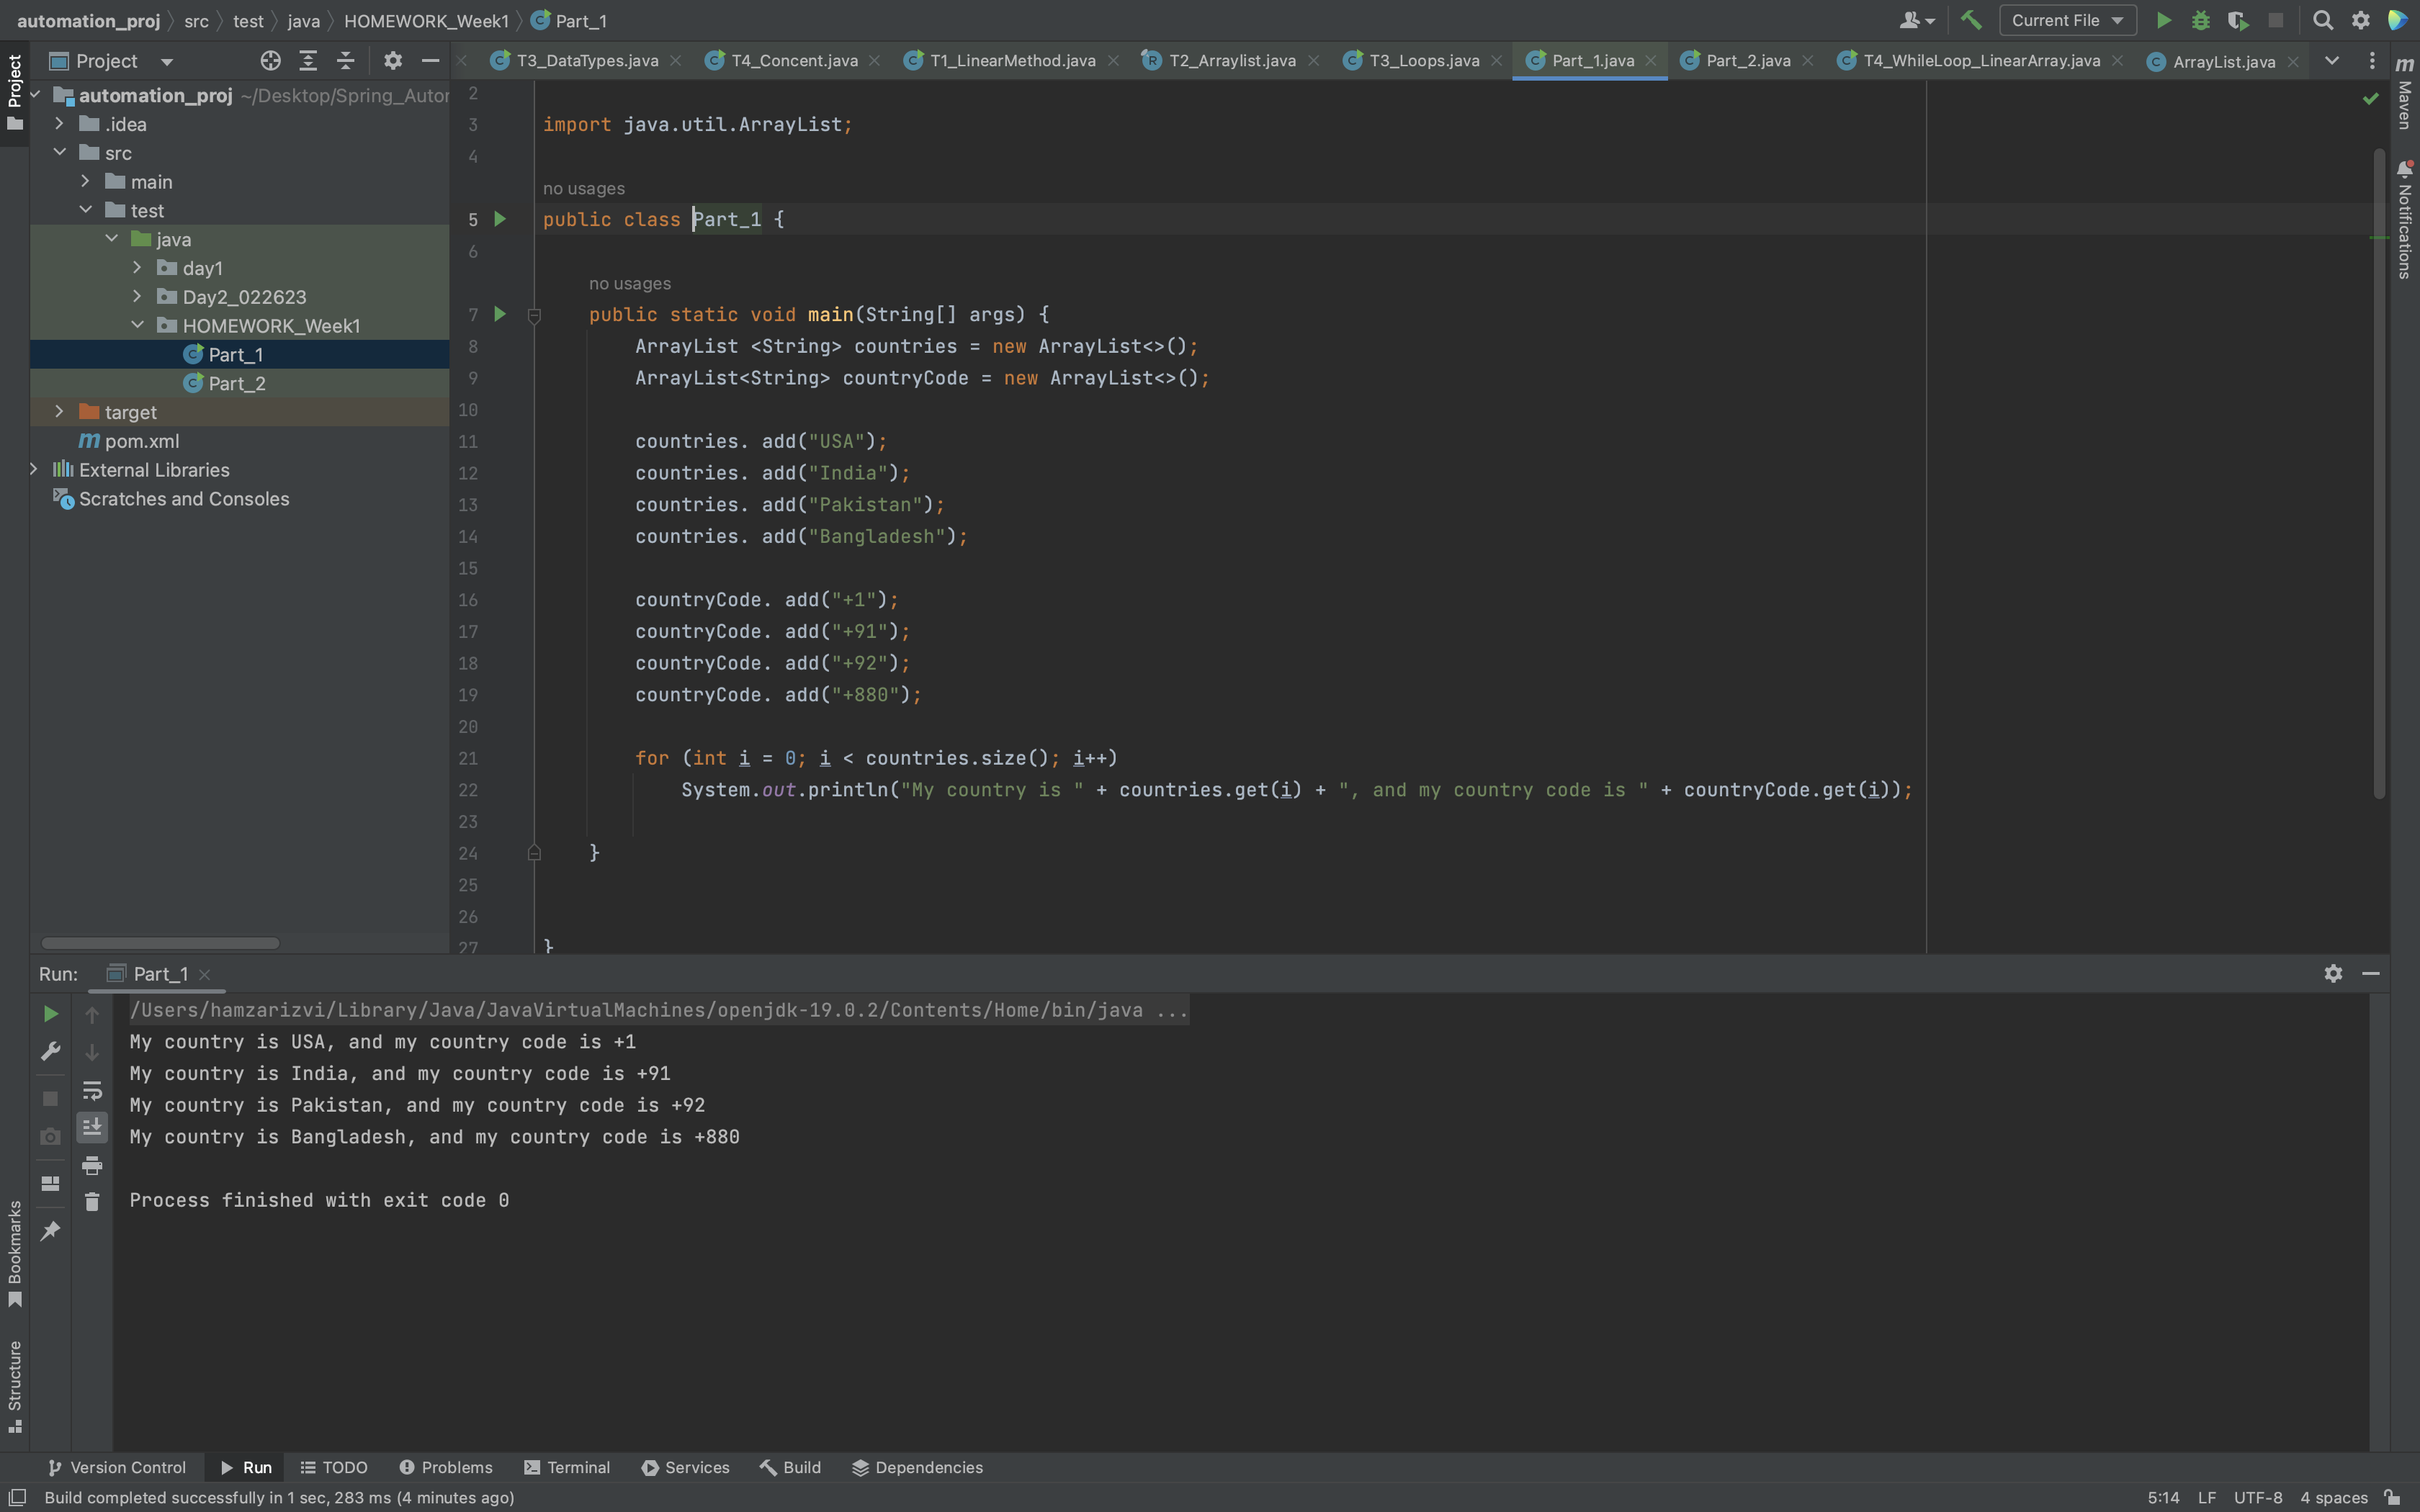 automation_proj src test java HOMEWORK_Week1 Part_1
Current File
Project
T3_DataTypes.java T4_Concent.java T1_LinearMethod.java T2_Arraylist.java T3_Loops.java Part_1.java Part_2.java T4_WhileLoop_LinearArray.java ArrayList.java
Project
automation_proj ~/Desktop/Spring_Autor
.idea
src
main
test
java
day1
Day2_022623
HOMEWORK_Week1
Part_1
Part_2
target
pom.xml
External Libraries
Scratches and Consoles
2
3 import java.util.ArrayList;
4
no usages
5 public class Part_1 {
6
no usages
7 public static void main(String[] args) {
8 ArrayList <String> countries = new ArrayList<>();
9 ArrayList<String> countryCode = new ArrayList<>();
10
11 countries. add("USA");
12 countries. add("India");
13 countries. add("Pakistan");
14 countries. add("Bangladesh");
15
16 countryCode. add("+1");
17 countryCode. add("+91");
18 countryCode. add("+92");
19 countryCode. add("+880");
20
21 for (int i = 0; i < countries.size(); i++)
22 System.out.println("My country is " + countries.get(i) + ", and my country code is " + countryCode.get(i));
23
24 }
25
26
27 }
Maven
Notifications
Run: Part_1
/Users/hamzarizvi/Library/Java/JavaVirtualMachines/openjdk-19.0.2/Contents/Home/bin/java ...
My country is USA, and my country code is +1
My country is India, and my country code is +91
My country is Pakistan, and my country code is +92
My country is Bangladesh, and my country code is +880
Process finished with exit code 0
Bookmarks
Structure
Version Control Run TODO Problems Terminal Services Build Dependencies
Build completed successfully in 1 sec, 283 ms (4 minutes ago)
5:14 LF UTF-8 4 spaces